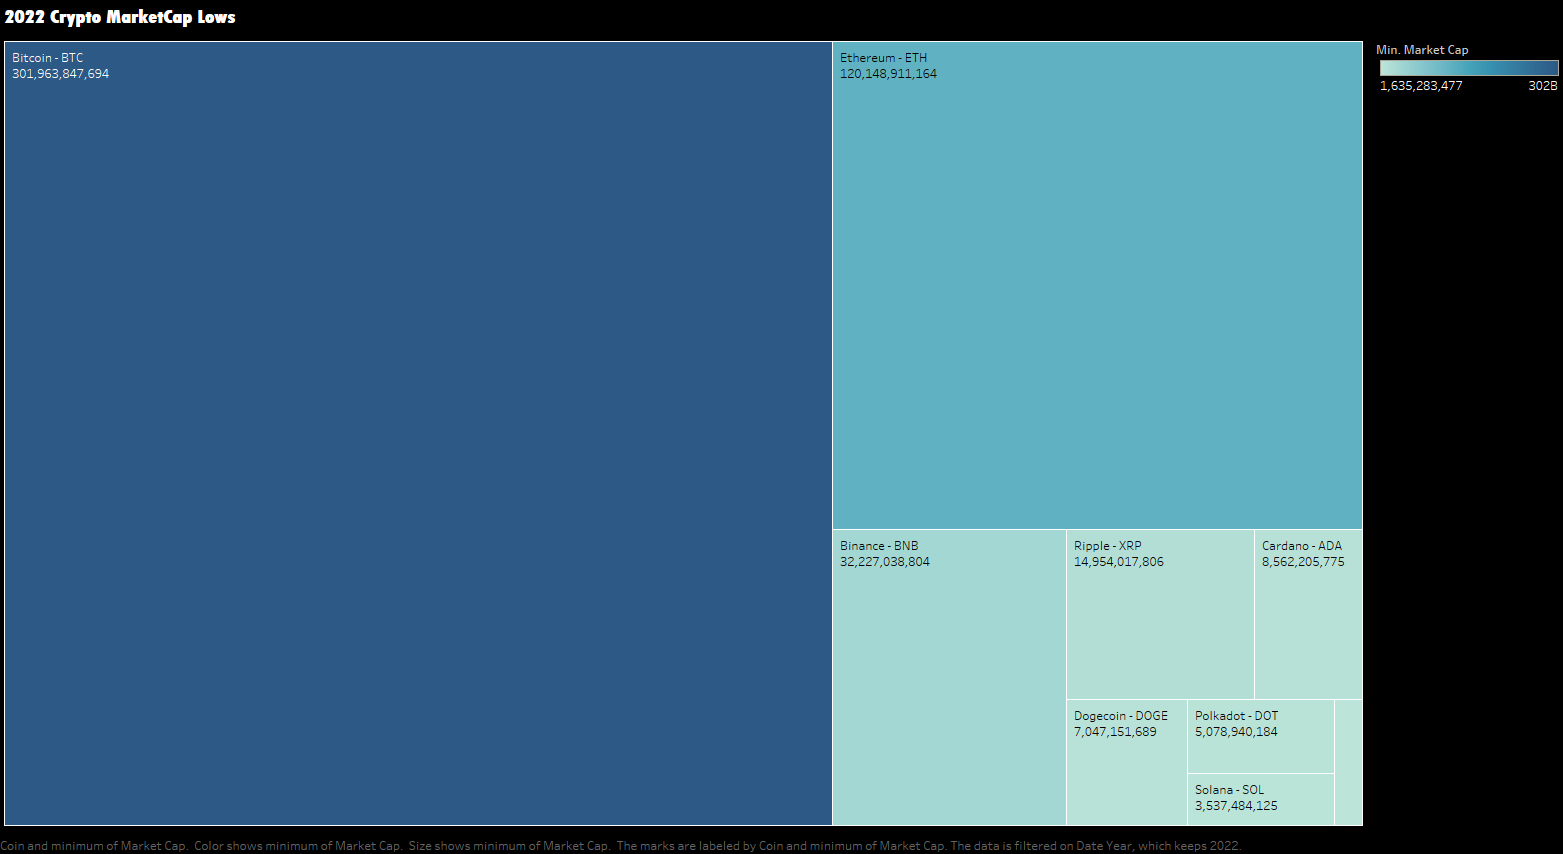 2022 Crypto MarketCap Lows
Bitcoin - BTC
301,963,847,694
Ethereum - ETH
120,148,911,164
Binance - BNB
32,227,038,804
Ripple - XRP
14,954,017,806
Cardano - ADA
8,562,205,775
Dogecoin - DOGE
7,047,151,689
Polkadot - DOT
5,078,940,184
Solana - SOL
3,537,484,125
Min. Market Cap
1,635,283,477 302B
Coin and minimum of Market Cap.  Color shows minimum of Market Cap.  Size shows minimum of Market Cap.  The marks are labeled by Coin and minimum of Market Cap. The data is filtered on Date Year, which keeps 2022.